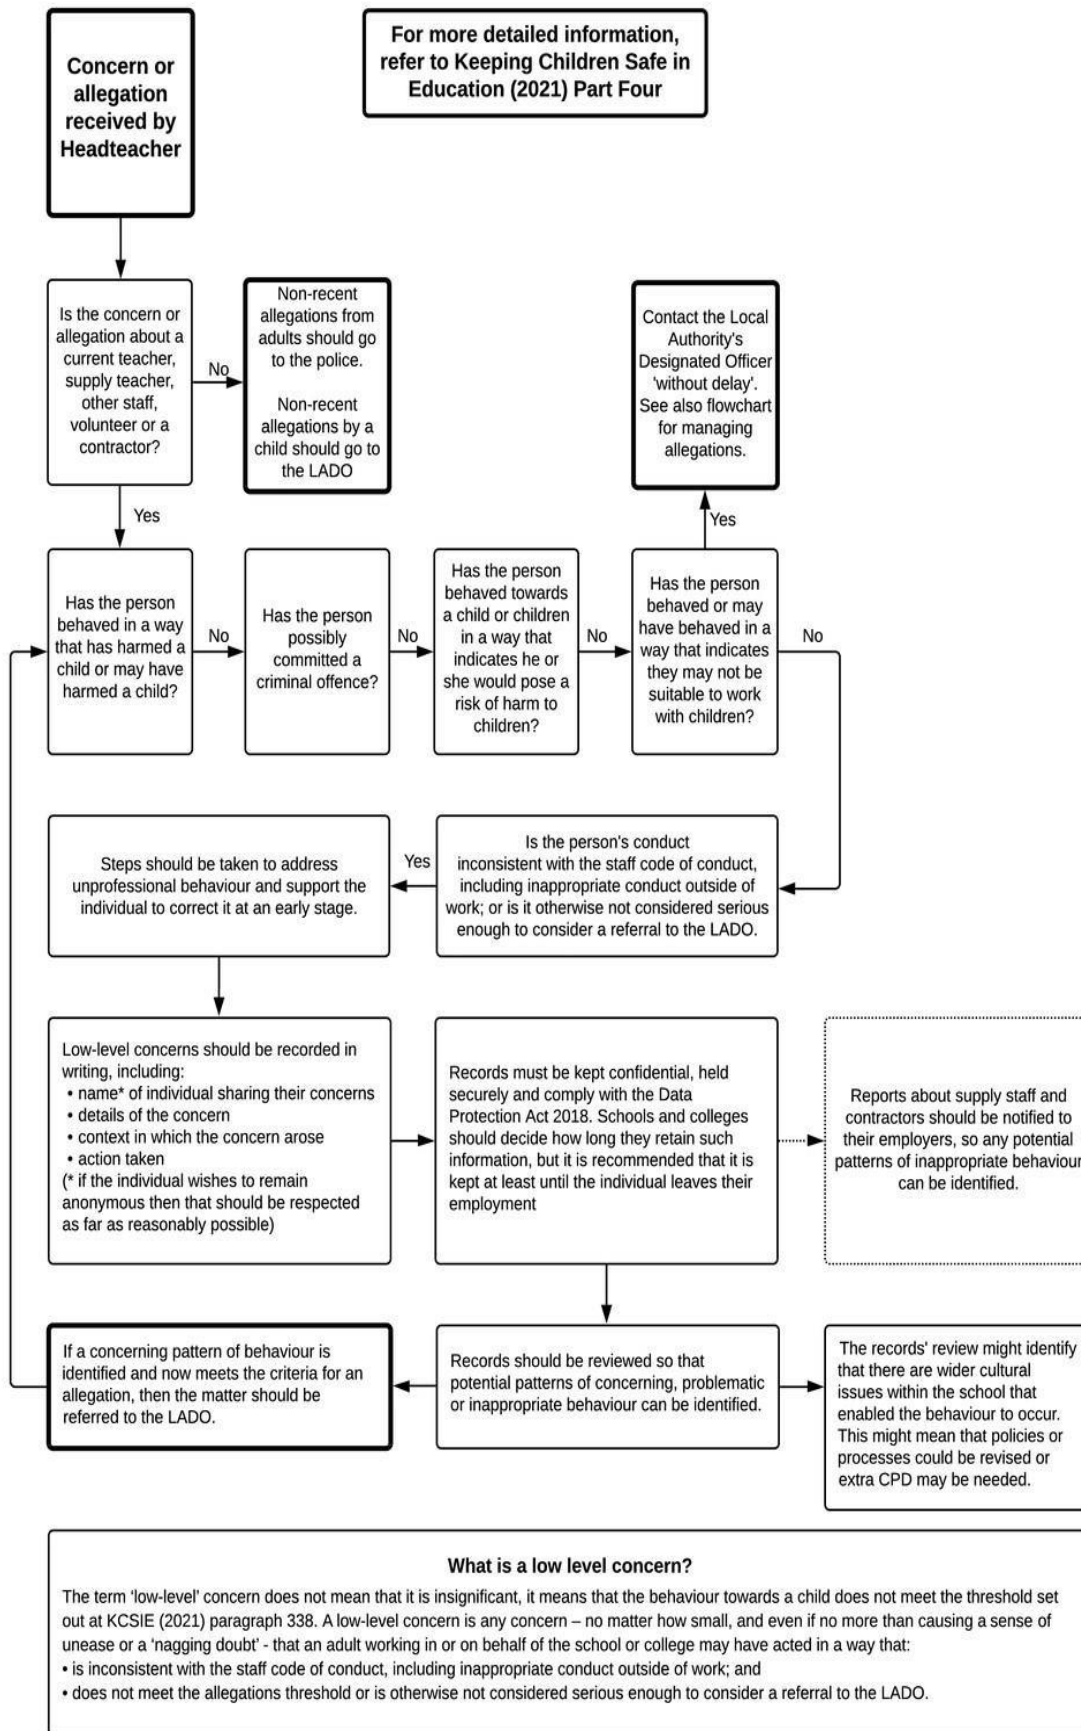 Concern or
allegation
received by
Headteacher
For more detailed information,
refer to Keeping Children Safe in
Education (2021) Part Four
Is the concern or
allegation about a
current teacher,
supply teacher,
other staff,
volunteer or a
contractor?
No
Non-recent
allegations from
adults should go
to the police.
Non-recent
allegations by a
child should go to
the LADO
Contact the Local
Authority's
Designated Officer
'without delay'.
See also flowchart
for managing
allegations.
Yes
Yes
Has the person
behaved in a way
that has harmed a
child or may have
harmed a child?
No
Has the person
possibly
committed a
criminal offence?
No
Has the person
behaved towards
a child or children
in a way that
indicates he or
she would pose a
risk of harm to
children?
No
Has the person
behaved or may
have behaved in a
way that indicates
they may not be
suitable to work
with children?
No
Steps should be taken to address
unprofessional behaviour and support the
individual to correct it at an early stage.
Yes
Is the person's conduct
inconsistent with the staff code of conduct,
including inappropriate conduct outside of
work; or is it otherwise not considered serious
enough to consider a referral to the LADO.
Low-level concerns should be recorded in
writing, including:
• name* of individual sharing their concerns
• details of the concern
• context in which the concern arose
• action taken
(* if the individual wishes to remain
anonymous then that should be respected
as far as reasonably possible)
Records must be kept confidential, held
securely and comply with the Data
Protection Act 2018. Schools and colleges
should decide how long they retain such
information, but it is recommended that it is
kept at least until the individual leaves their
employment
Reports about supply staff and
contractors should be notified to
their employers, so any potential
patterns of inappropriate behaviour
can be identified.
If a concerning pattern of behaviour is
identified and now meets the criteria for an
allegation, then the matter should be
referred to the LADO.
Records should be reviewed so that
potential patterns of concerning, problematic
or inappropriate behaviour can be identified.
The records' review might identify
that there are wider cultural
issues within the school that
enabled the behaviour to occur.
This might mean that policies or
processes could be revised or
extra CPD may be needed.
What is a low level concern?
The term ‘low-level’ concern does not mean that it is insignificant, it means that the behaviour towards a child does not meet the threshold set
out at KCSIE (2021) paragraph 338. A low-level concern is any concern – no matter how small, and even if no more than causing a sense of
unease or a ‘nagging doubt’ - that an adult working in or on behalf of the school or college may have acted in a way that:
• is inconsistent with the staff code of conduct, including inappropriate conduct outside of work; and
• does not meet the allegations threshold or is otherwise not considered serious enough to consider a referral to the LADO.